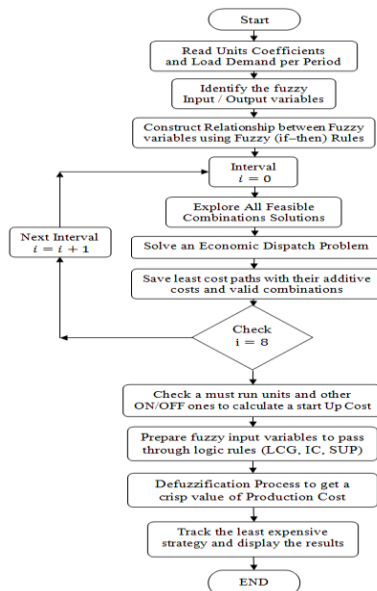 Start
Read Units Coefficients
and Load Demand per Period
Identify the fuzzy
Input / Output variables
Construct Relationship between Fuzzy
variables using Fuzzy (if–then) Rules
Interval
i = 0
Explore All Feasible
Combinations Solutions
Next Interval
i = i + 1
Solve an Economic Dispatch Problem
Save least cost paths with their additive
costs and valid combinations
Check
i = 8
Check a must run units and other
ON/OFF ones to calculate a start Up Cost
Prepare fuzzy input variables to pass
through logic rules (LCG, IC, SUP)
Defuzzification Process to get a
crisp value of Production Cost
Track the least expensive
strategy and display the results
END